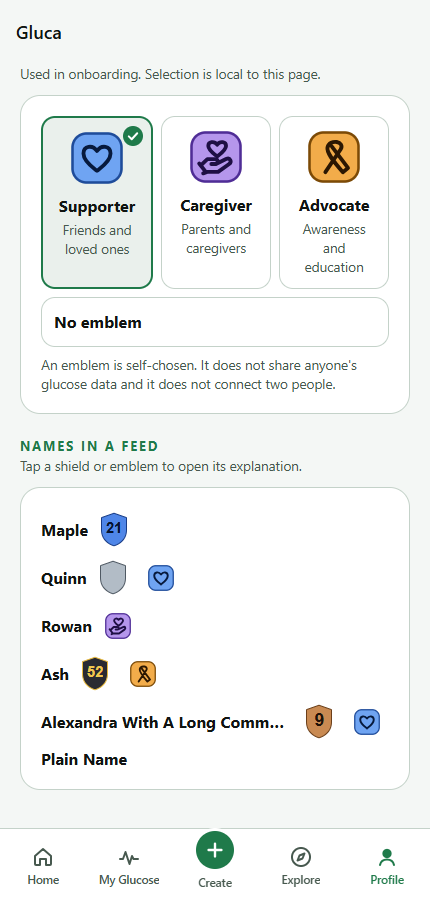 Gluca
Used in onboarding. Selection is local to this page.
Supporter
Friends and
loved ones
Caregiver
Parents and
caregivers
Advocate
Awareness
and
education
No emblem
An emblem is self-chosen. It does not share anyone's
glucose data and it does not connect two people.
NAMES IN A FEED
Tap a shield or emblem to open its explanation.
Maple 21
Quinn
Rowan
Ash 52
Alexandra With A Long Comm... 9
Plain Name
Home My Glucose Create Explore Profile